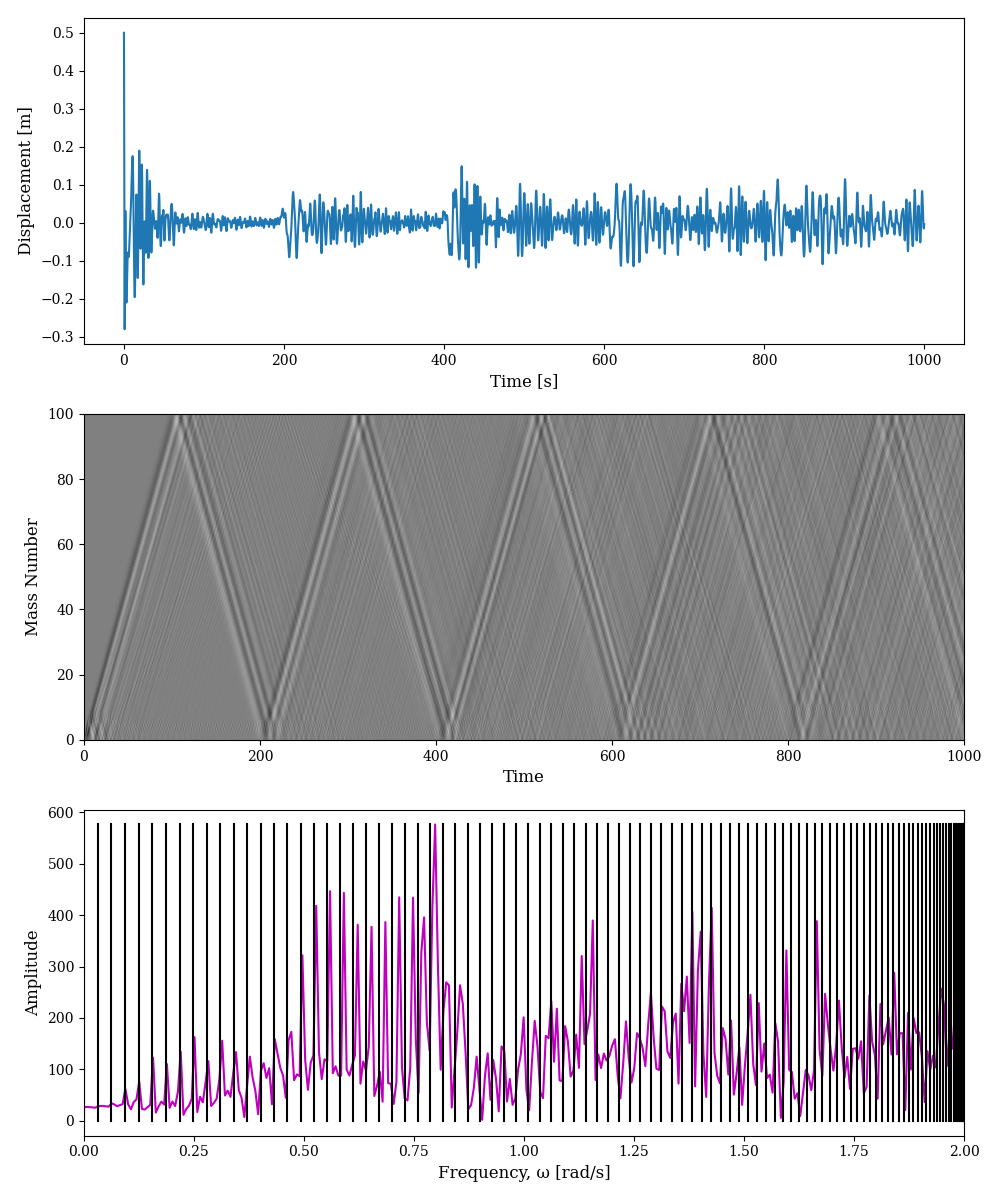 0.5
0.4
0.3
0.2
0.1
0.0
−0.1
−0.2
−0.3
Displacement [m]
0 200 400 600 800 1000
Time [s]
100
80
60
40
20
0
Mass Number
0 200 400 600 800 1000
Time
600
500
400
300
200
100
0
Amplitude
0.00 0.25 0.50 0.75 1.00 1.25 1.50 1.75 2.00
Frequency, ω [rad/s]